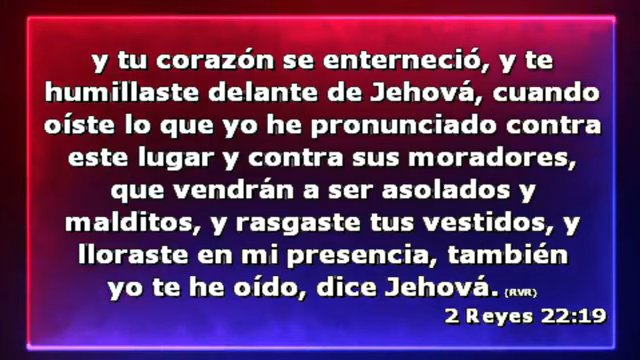 y tu corazón se enterneció, y te
humillaste delante de Jehová, cuando
oíste lo que yo he pronunciado contra
este lugar y contra sus moradores,
que vendrán a ser asolados y
malditos, y rasgaste tus vestidos, y
lloraste en mi presencia, también
yo te he oído, dice Jehová. (RVR)
2 Reyes 22:19